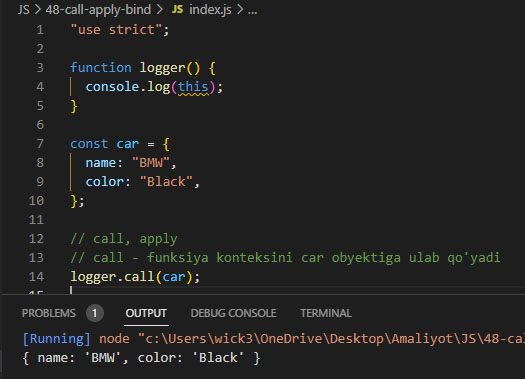 JS > 48-call-apply-bind > JS index.js > ...
1 "use strict";
2
3 function logger() {
4 console.log(this);
5 }
6
7 const car = {
8 name: "BMW",
9 color: "Black",
10 };
11
12 // call, apply
13 // call - funksiya konteksini car obyektiga ulab qo'yadi
14 logger.call(car);
15
PROBLEMS 1 OUTPUT DEBUG CONSOLE TERMINAL
[Running] node "c:\Users\wick3\OneDrive\Desktop\Amaliyot\JS\48-cal
{ name: 'BMW', color: 'Black' }